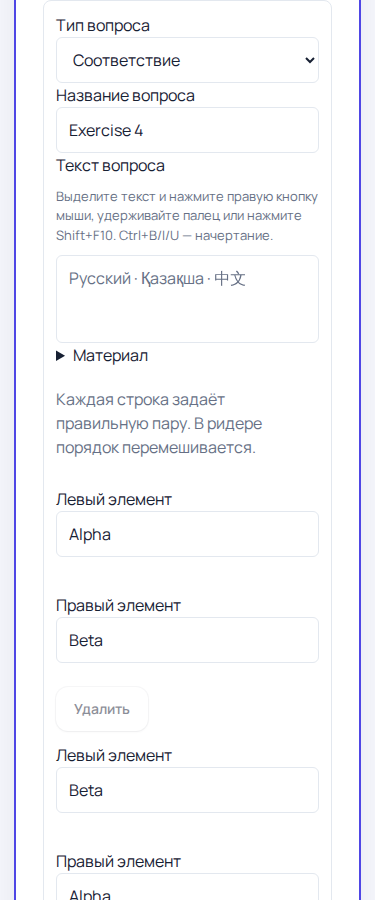 Тип вопроса
Соответствие
Название вопроса
Exercise 4
Текст вопроса
Выделите текст и нажмите правую кнопку
мыши, удерживайте палец или нажмите
Shift+F10. Ctrl+B/I/U — начертание.
Русский · Қазақша · 中文
Материал
Каждая строка задаёт
правильную пару. В ридере
порядок перемешивается.
Левый элемент
Alpha
Правый элемент
Beta
Удалить
Левый элемент
Beta
Правый элемент
Alpha